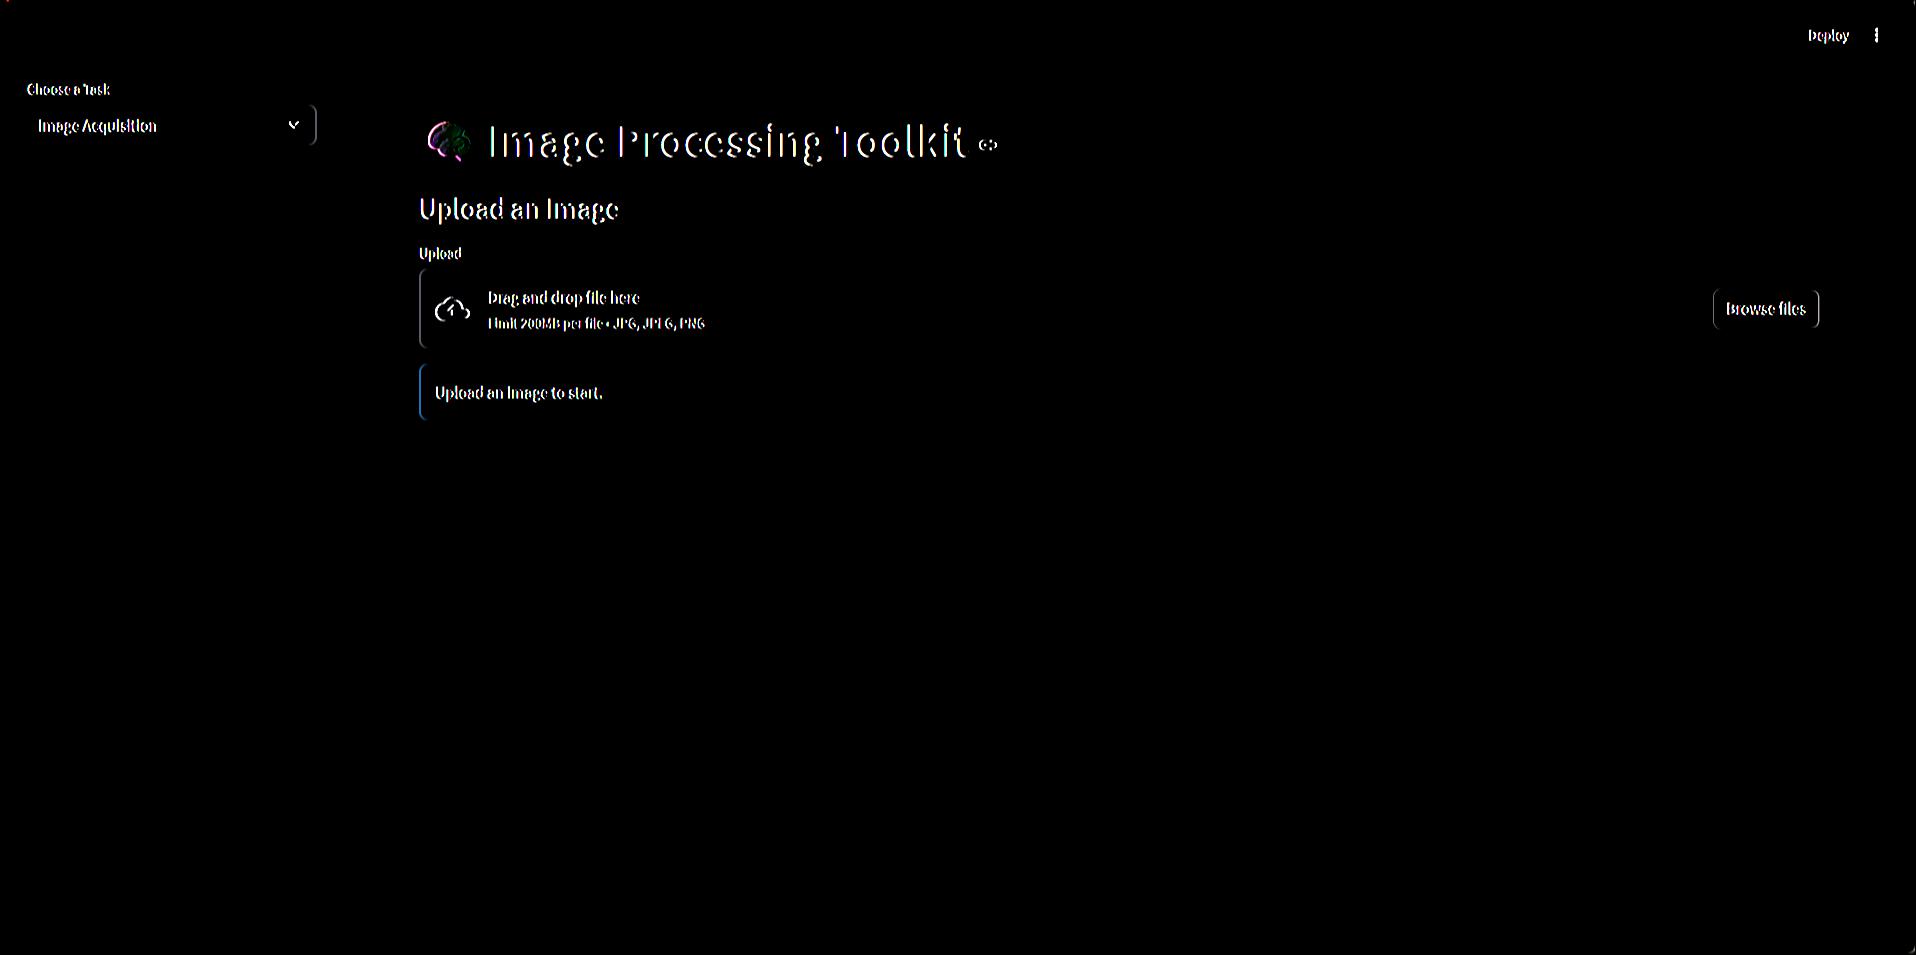 Deploy
Choose a Task
Image Acquisition
Image Processing Toolkit
Upload an Image
Upload
Drag and drop file here
Limit 200MB per file • JPG, JPEG, PNG
Browse files
Upload an image to start.